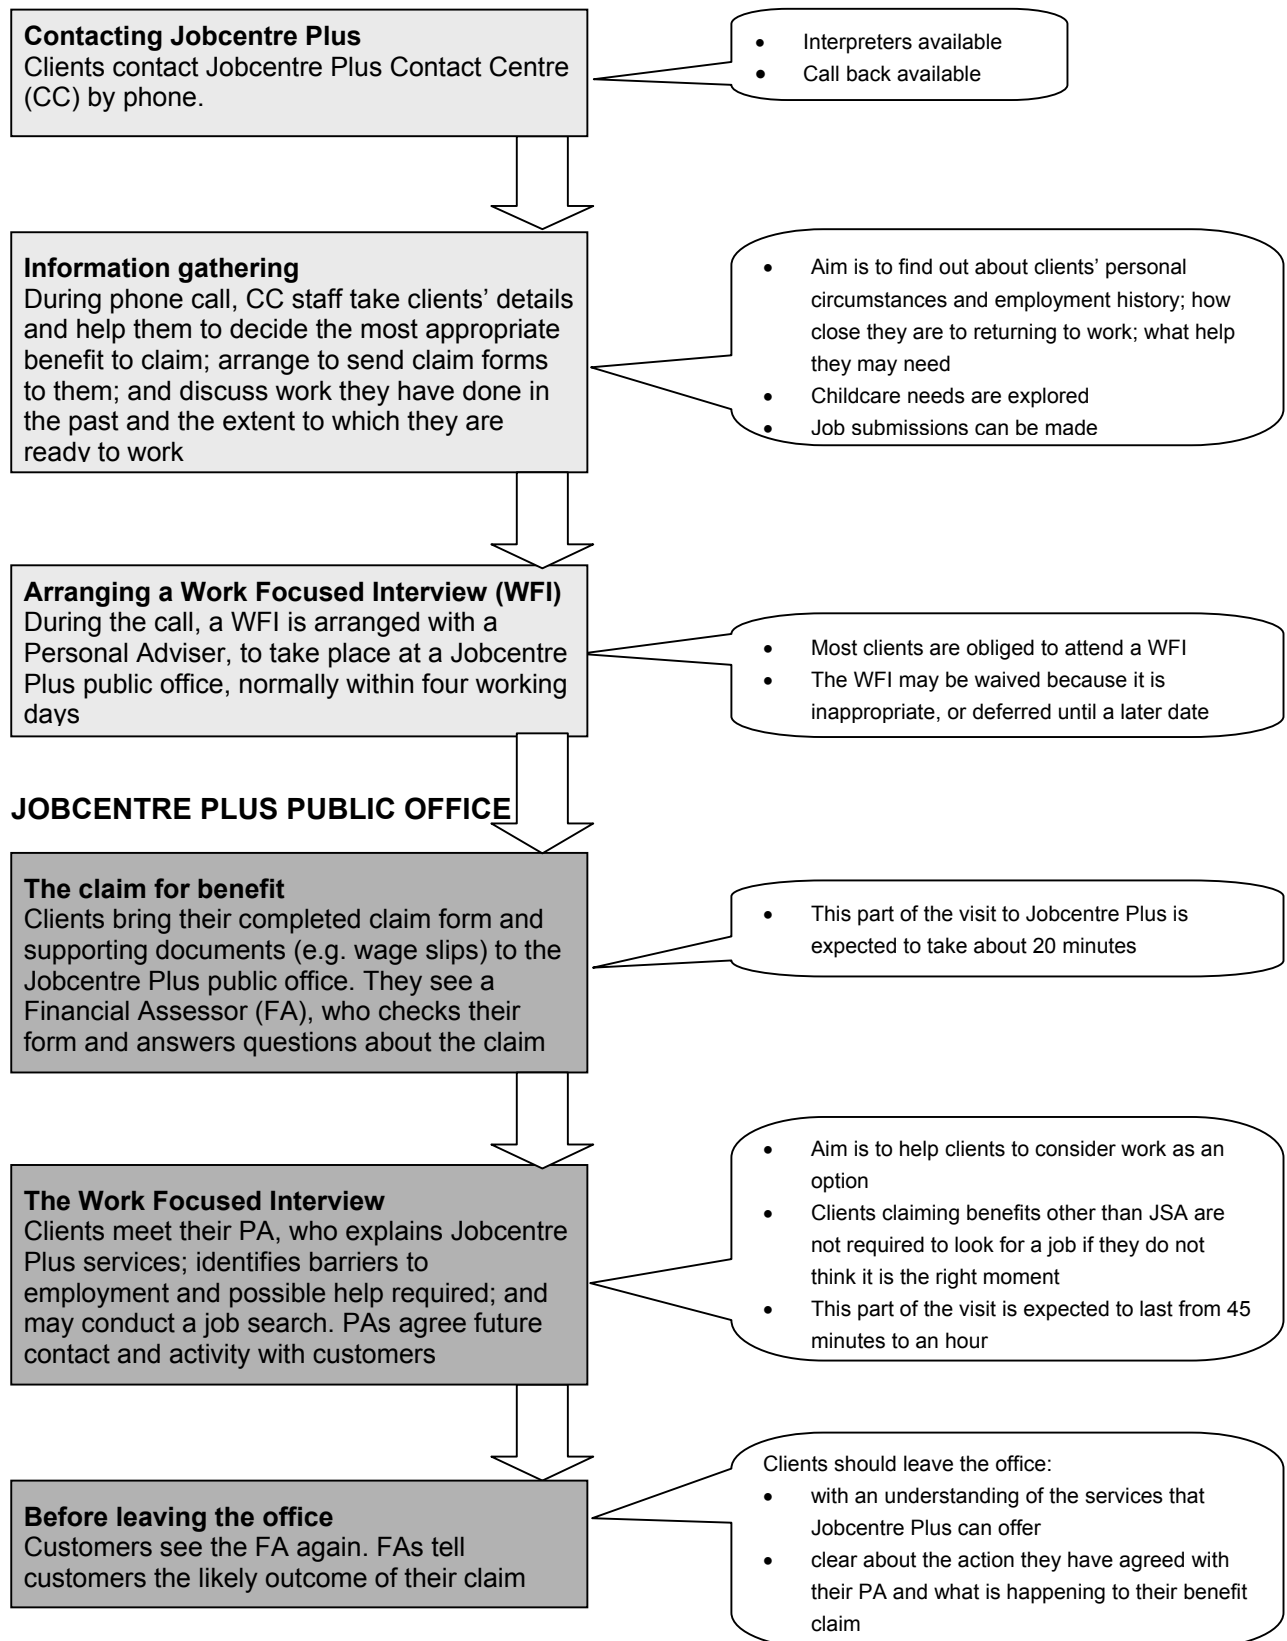 Contacting Jobcentre Plus
Clients contact Jobcentre Plus Contact Centre
(CC) by phone.
• Interpreters available
• Call back available
Information gathering
During phone call, CC staff take clients’ details
and help them to decide the most appropriate
benefit to claim; arrange to send claim forms
to them; and discuss work they have done in
the past and the extent to which they are
ready to work
• Aim is to find out about clients’ personal
circumstances and employment history; how
close they are to returning to work; what help
they may need
• Childcare needs are explored
• Job submissions can be made
Arranging a Work Focused Interview (WFI)
During the call, a WFI is arranged with a
Personal Adviser, to take place at a Jobcentre
Plus public office, normally within four working
days
• Most clients are obliged to attend a WFI
• The WFI may be waived because it is
inappropriate, or deferred until a later date
JOBCENTRE PLUS PUBLIC OFFICE
The claim for benefit
Clients bring their completed claim form and
supporting documents (e.g. wage slips) to the
Jobcentre Plus public office. They see a
Financial Assessor (FA), who checks their
form and answers questions about the claim
• This part of the visit to Jobcentre Plus is
expected to take about 20 minutes
The Work Focused Interview
Clients meet their PA, who explains Jobcentre
Plus services; identifies barriers to
employment and possible help required; and
may conduct a job search. PAs agree future
contact and activity with customers
• Aim is to help clients to consider work as an
option
• Clients claiming benefits other than JSA are
not required to look for a job if they do not
think it is the right moment
• This part of the visit is expected to last from 45
minutes to an hour
Before leaving the office
Customers see the FA again. FAs tell
customers the likely outcome of their claim
Clients should leave the office:
• with an understanding of the services that
Jobcentre Plus can offer
• clear about the action they have agreed with
their PA and what is happening to their benefit
claim